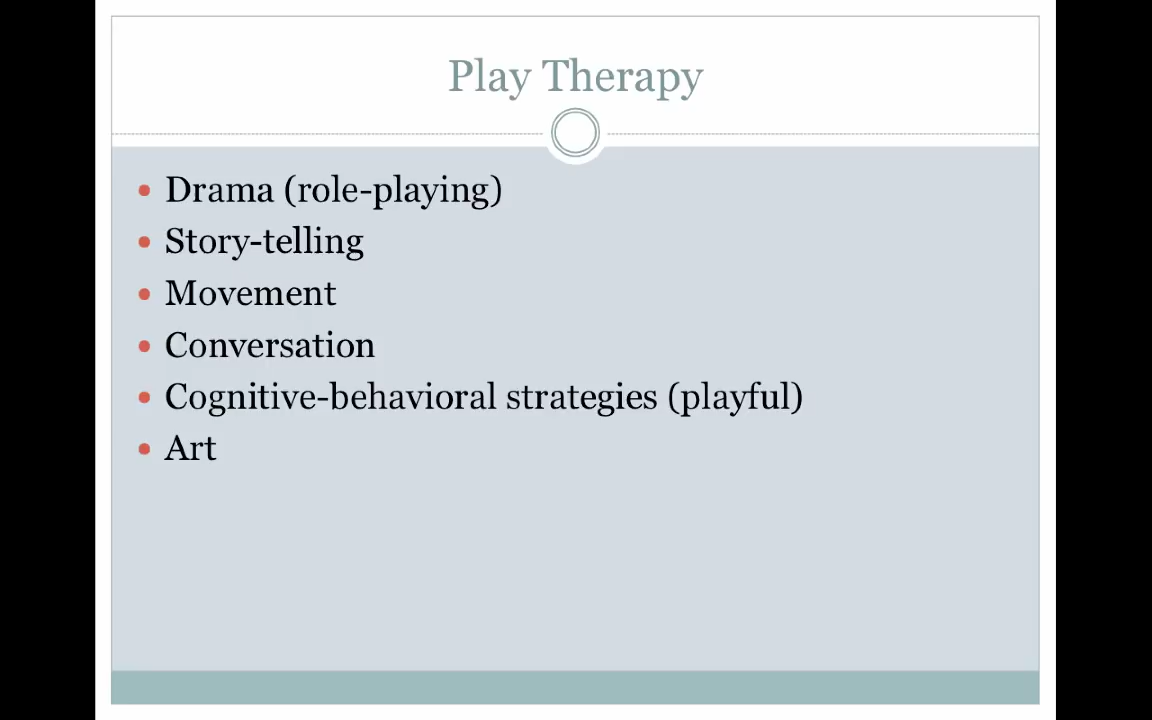 Play Therapy
• Drama (role-playing)
• Story-telling
• Movement
• Conversation
• Cognitive-behavioral strategies (playful)
• Art